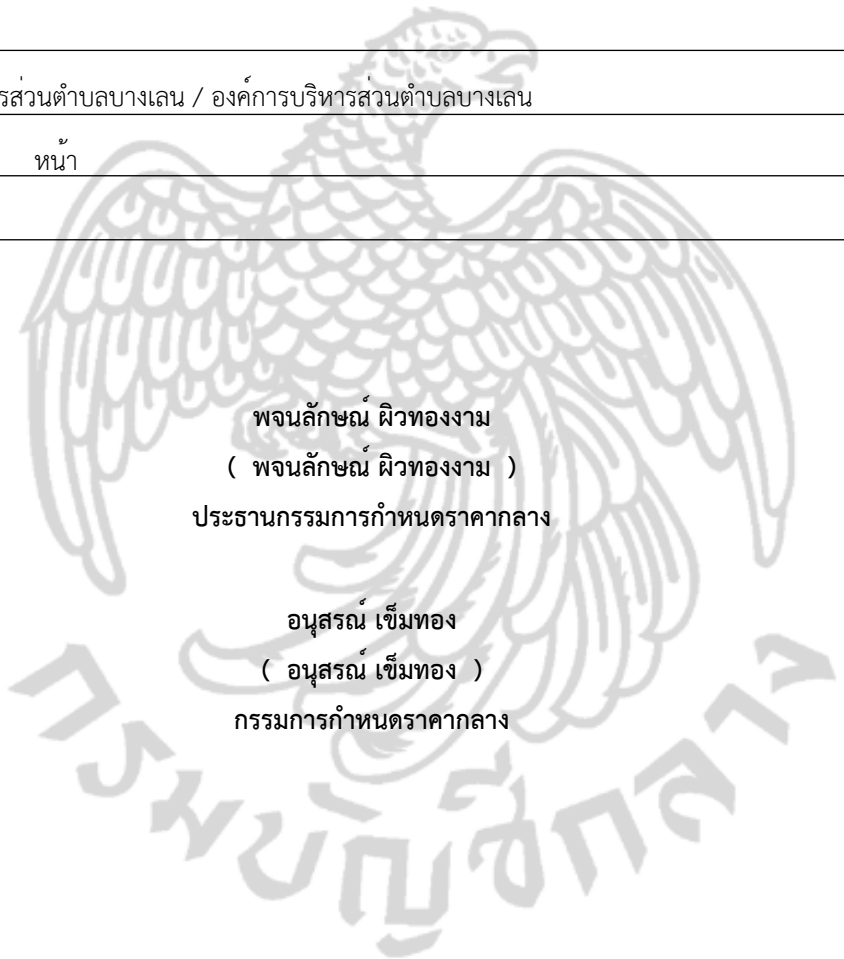 รส่วนตำบลบางเลน / องค์การบริหารส่วนตำบลบางเลน
หน้า
พจนลักษณ์ ผิวทองงาม
( พจนลักษณ์ ผิวทองงาม )
ประธานกรรมการกำหนดราคากลาง
อนุสรณ์ เข็มทอง
( อนุสรณ์ เข็มทอง )
กรรมการกำหนดราคากลาง
กรมบัญชีกลาง